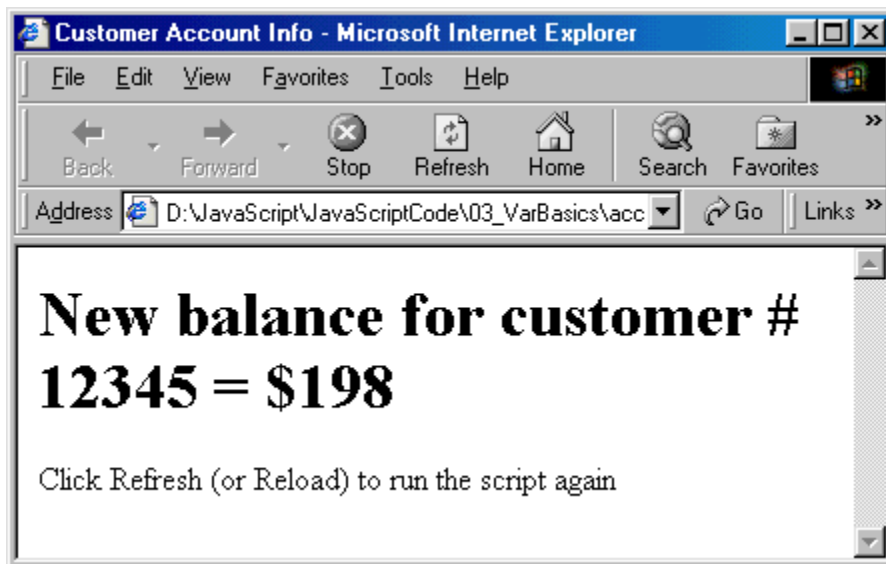 Customer Account Info - Microsoft Internet Explorer
File Edit View Favorites Tools Help
Back Forward Stop Refresh Home Search Favorites »
Address D:\JavaScript\JavaScriptCode\03_VarBasics\acc Go Links »
New balance for customer #
12345 = $198
Click Refresh (or Reload) to run the script again